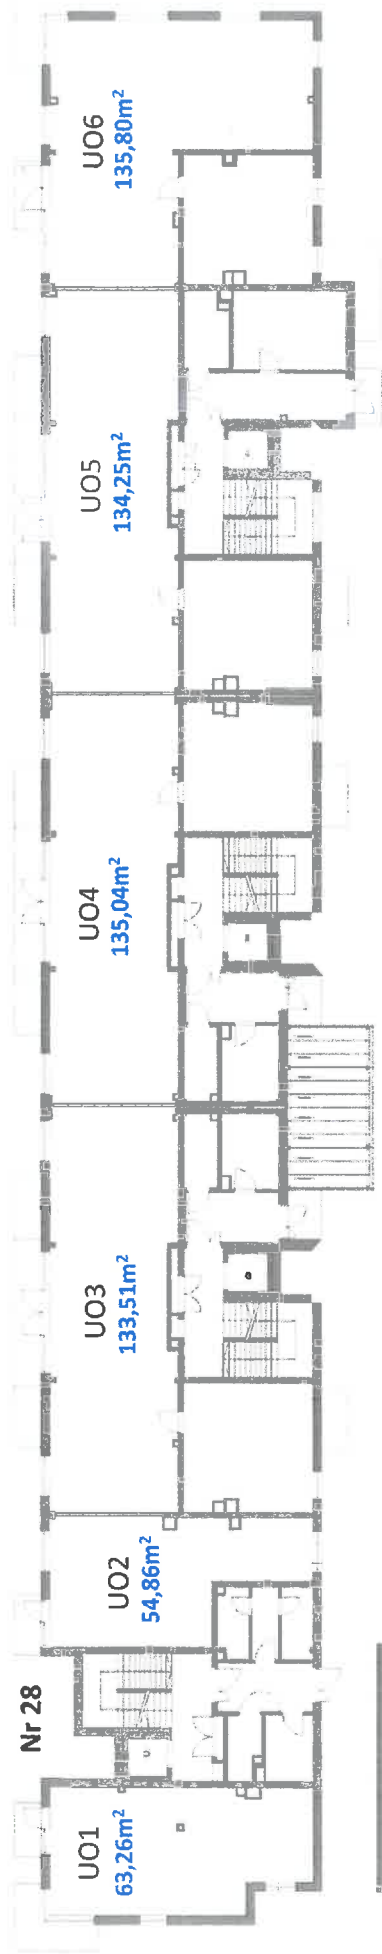 Nr 28
UO1
63,26m²
UO2
54,86m²
UO3
133,51m²
UO4
135,04m²
UO5
134,25m²
UO6
135,80m²